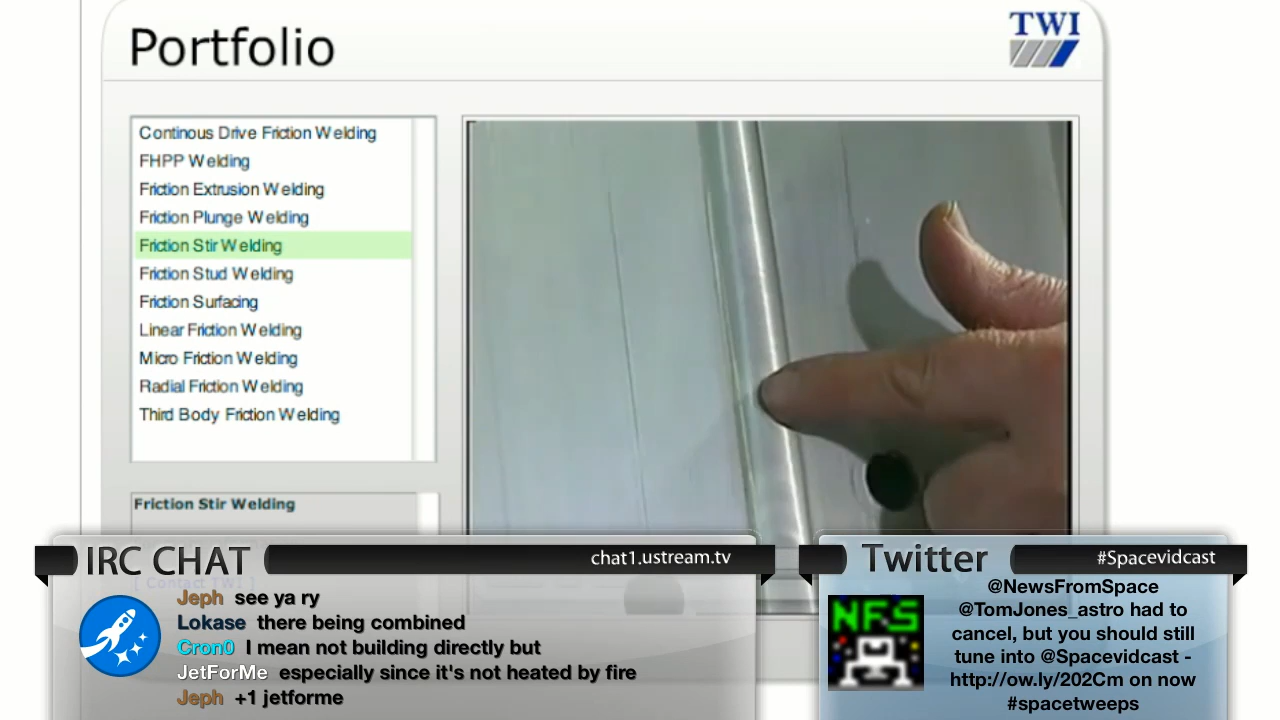 Portfolio
TWI
Continous Drive Friction Welding
FHPP Welding
Friction Extrusion Welding
Friction Plunge Welding
Friction Stir Welding
Friction Stud Welding
Friction Surfacing
Linear Friction Welding
Micro Friction Welding
Radial Friction Welding
Third Body Friction Welding
Friction Stir Welding
[ Contact TWI ]
IRC CHAT
chat1.ustream.tv
Jeph see ya ry
Lokase there being combined
Cron0 I mean not building directly but
JetForMe especially since it's not heated by fire
Jeph +1 jetforme
Twitter
#Spacevidcast
NFS
@NewsFromSpace
@TomJones_astro had to
cancel, but you should still
tune into @Spacevidcast -
http://ow.ly/202Cm on now
#spacetweeps